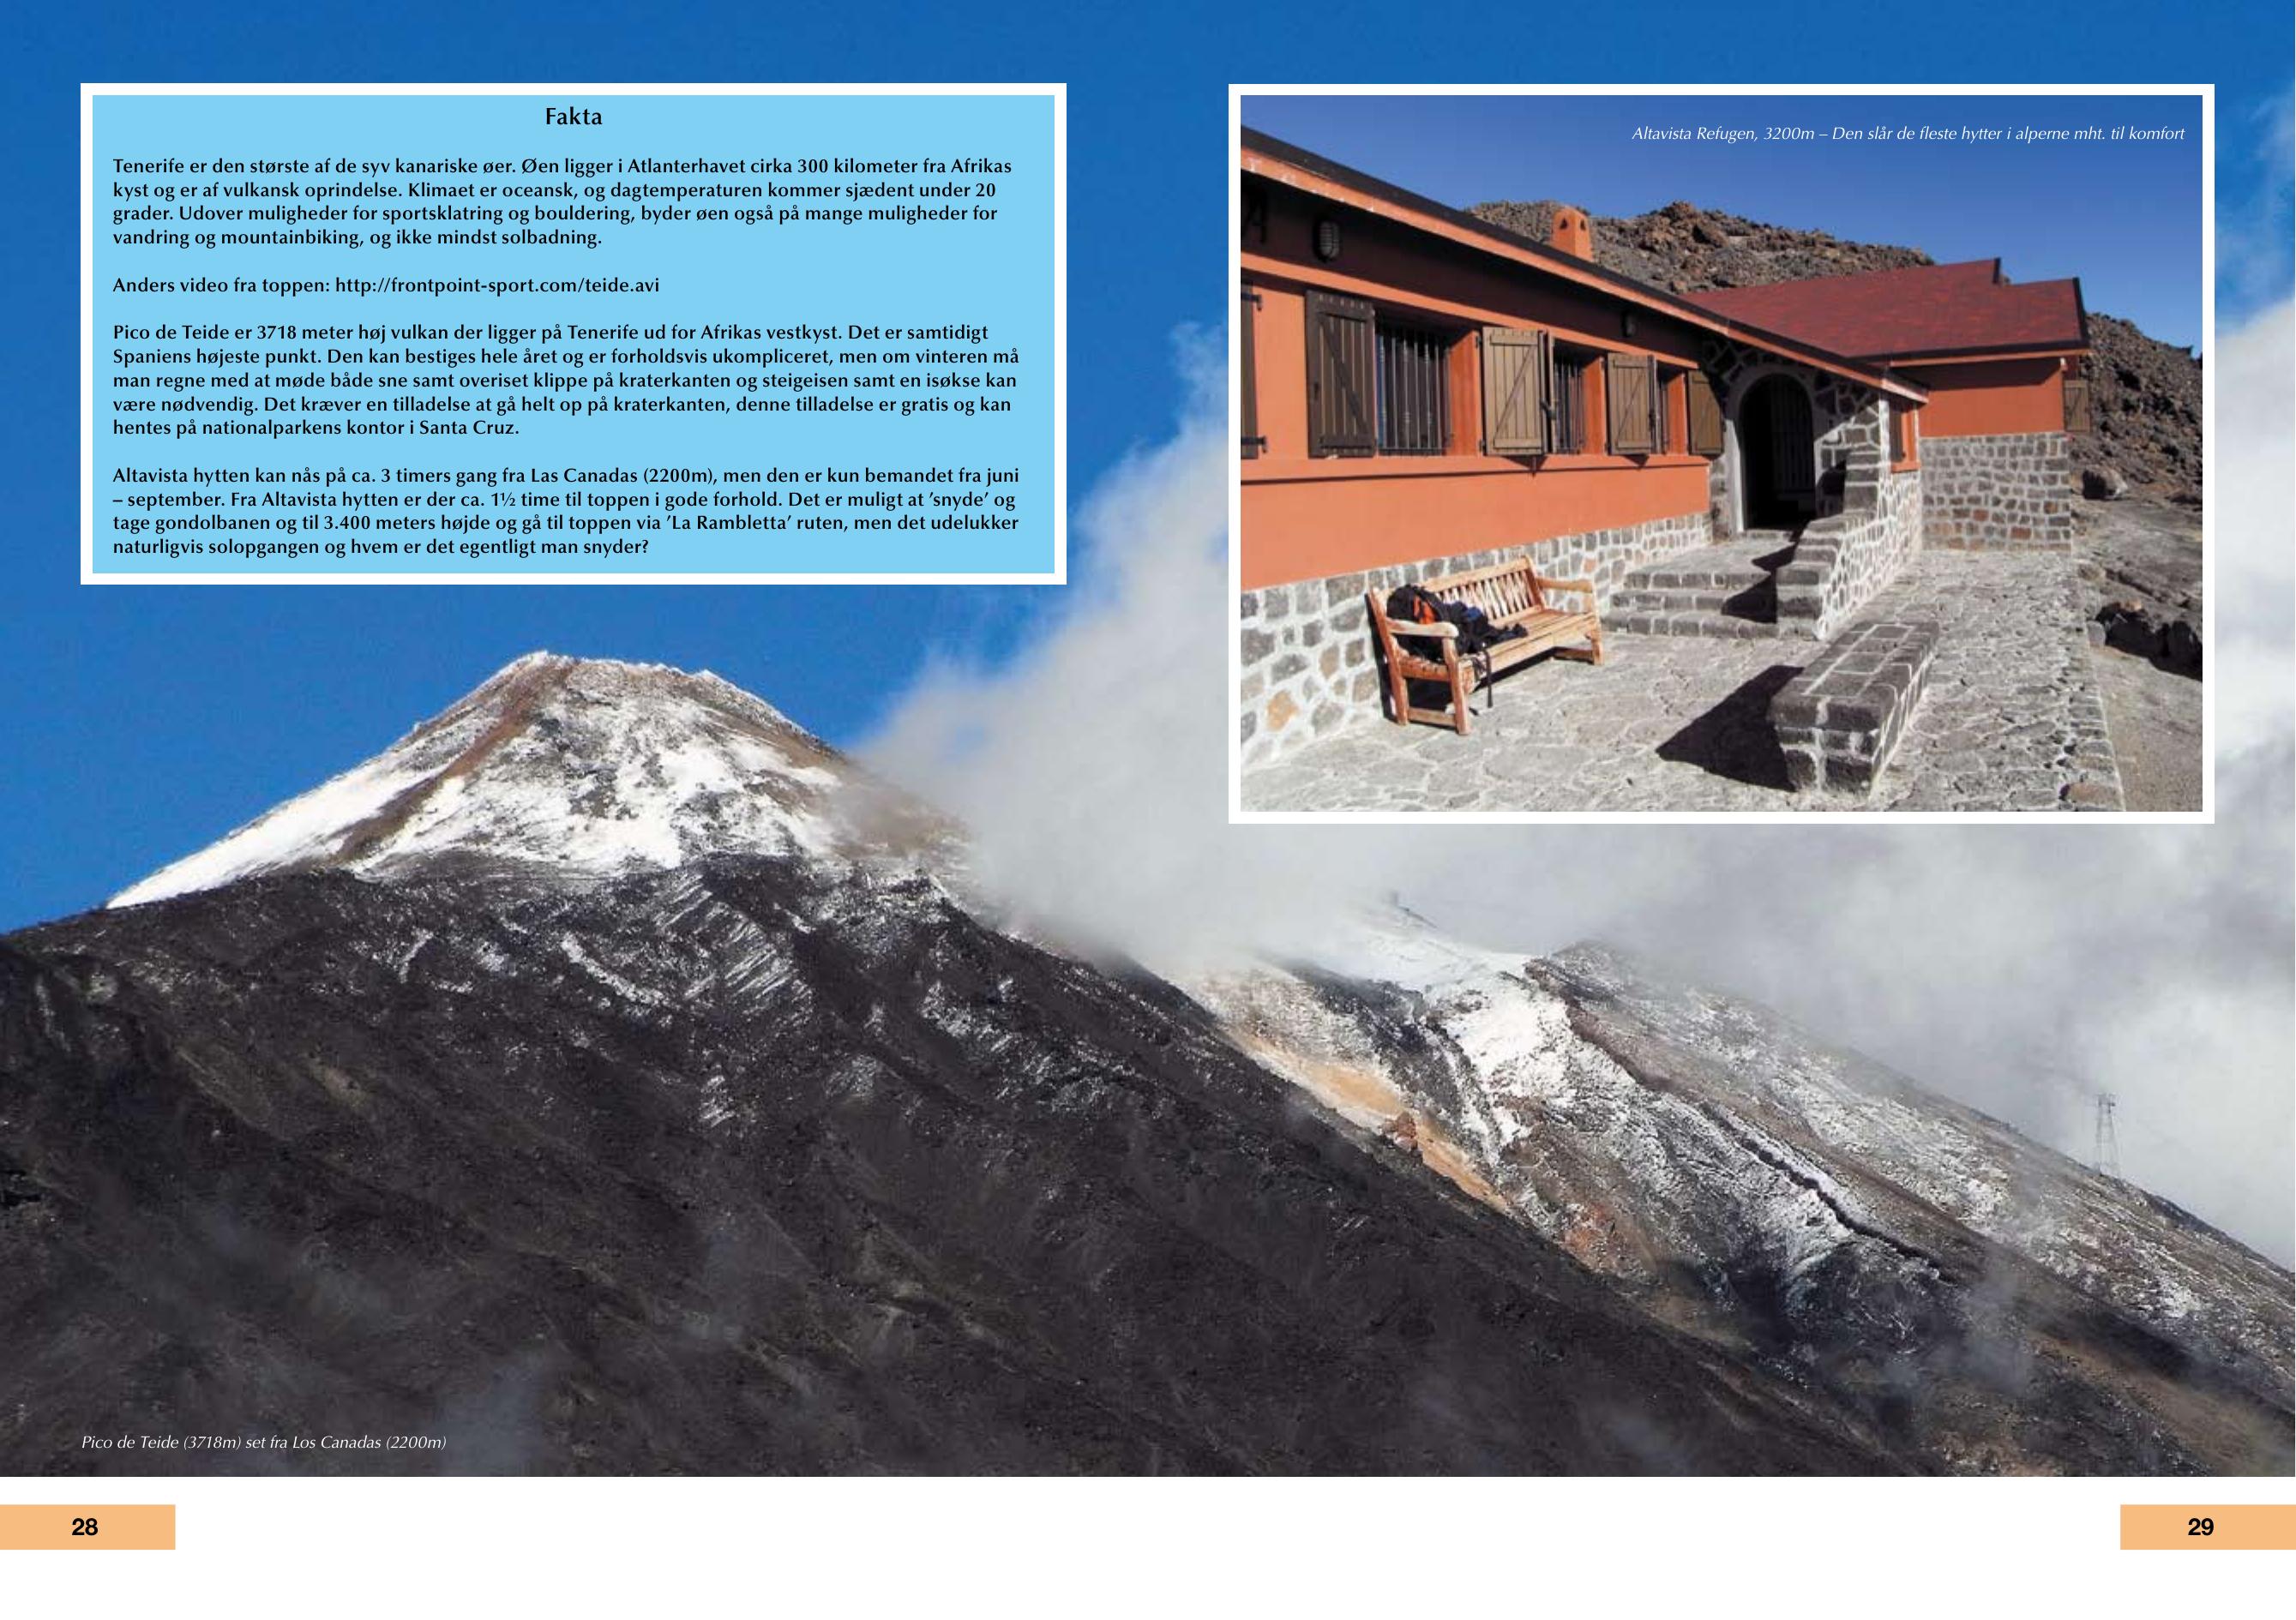 Fakta
Tenerife er den største af de syv kanariske øer. Øen ligger i Atlanterhavet cirka 300 kilometer fra Afrikas
kyst og er af vulkansk oprindelse. Klimaet er oceansk, og dagtemperaturen kommer sjædent under 20
grader. Udover muligheder for sportsklatring og bouldering, byder øen også på mange muligheder for
vandring og mountainbiking, og ikke mindst solbadning.
Anders video fra toppen: http://frontpoint-sport.com/teide.avi
Pico de Teide er 3718 meter høj vulkan der ligger på Tenerife ud for Afrikas vestkyst. Det er samtidigt
Spaniens højeste punkt. Den kan bestiges hele året og er forholdsvis ukompliceret, men om vinteren må
man regne med at møde både sne samt overiset klippe på kraterkanten og steigeisen samt en isøkse kan
være nødvendig. Det kræver en tilladelse at gå helt op på kraterkanten, denne tilladelse er gratis og kan
hentes på nationalparkens kontor i Santa Cruz.
Altavista hytten kan nås på ca. 3 timers gang fra Las Canadas (2200m), men den er kun bemandet fra juni
– september. Fra Altavista hytten er der ca. 1½ time til toppen i gode forhold. Det er muligt at ’snyde’ og
tage gondolbanen og til 3.400 meters højde og gå til toppen via ’La Rambletta’ ruten, men det udelukker
naturligvis solopgangen og hvem er det egentligt man snyder?
Altavista Refugen, 3200m – Den slår de fleste hytter i alperne mht. til komfort
Pico de Teide (3718m) set fra Los Canadas (2200m)
28
29